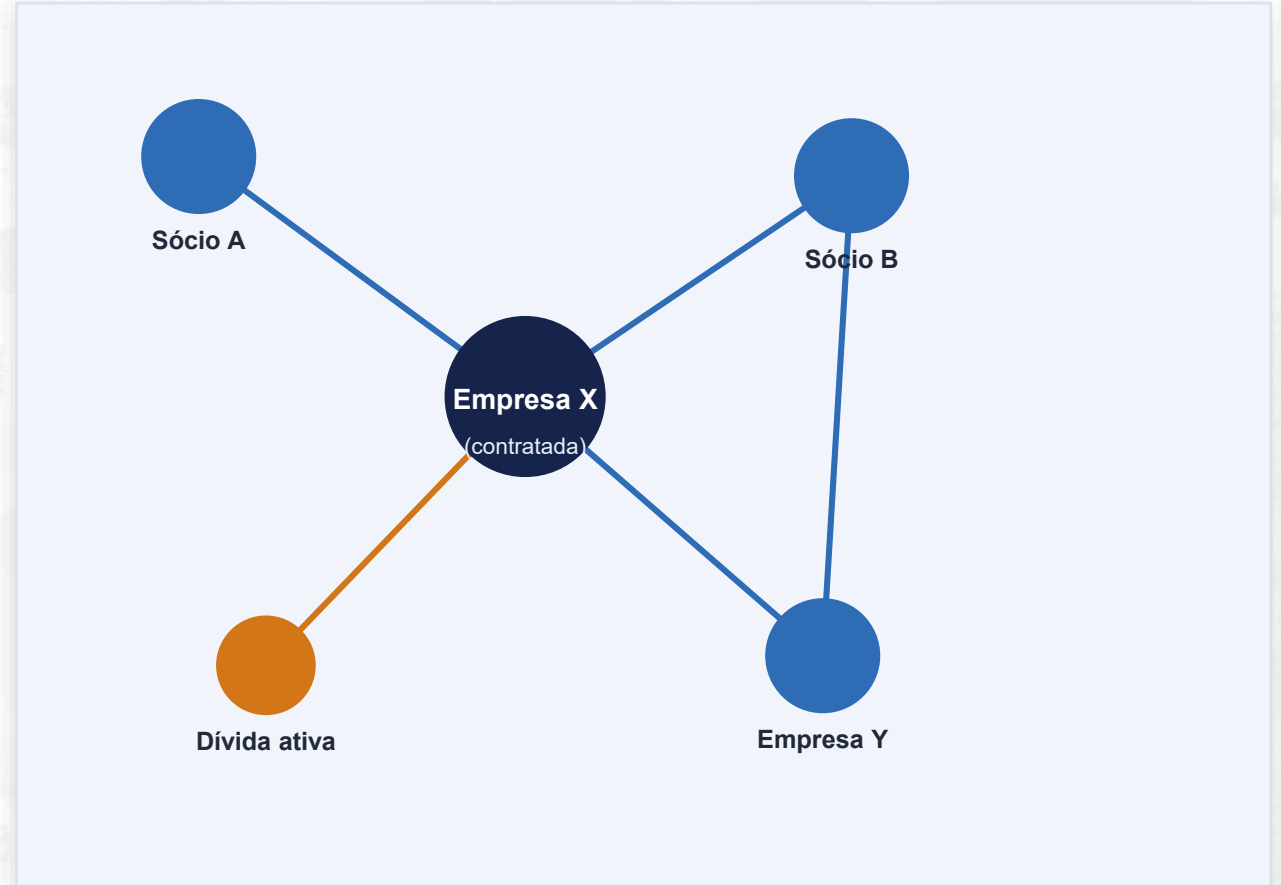 Sócio A
Sócio B
Empresa X
(contratada)
Dívida ativa
Empresa Y